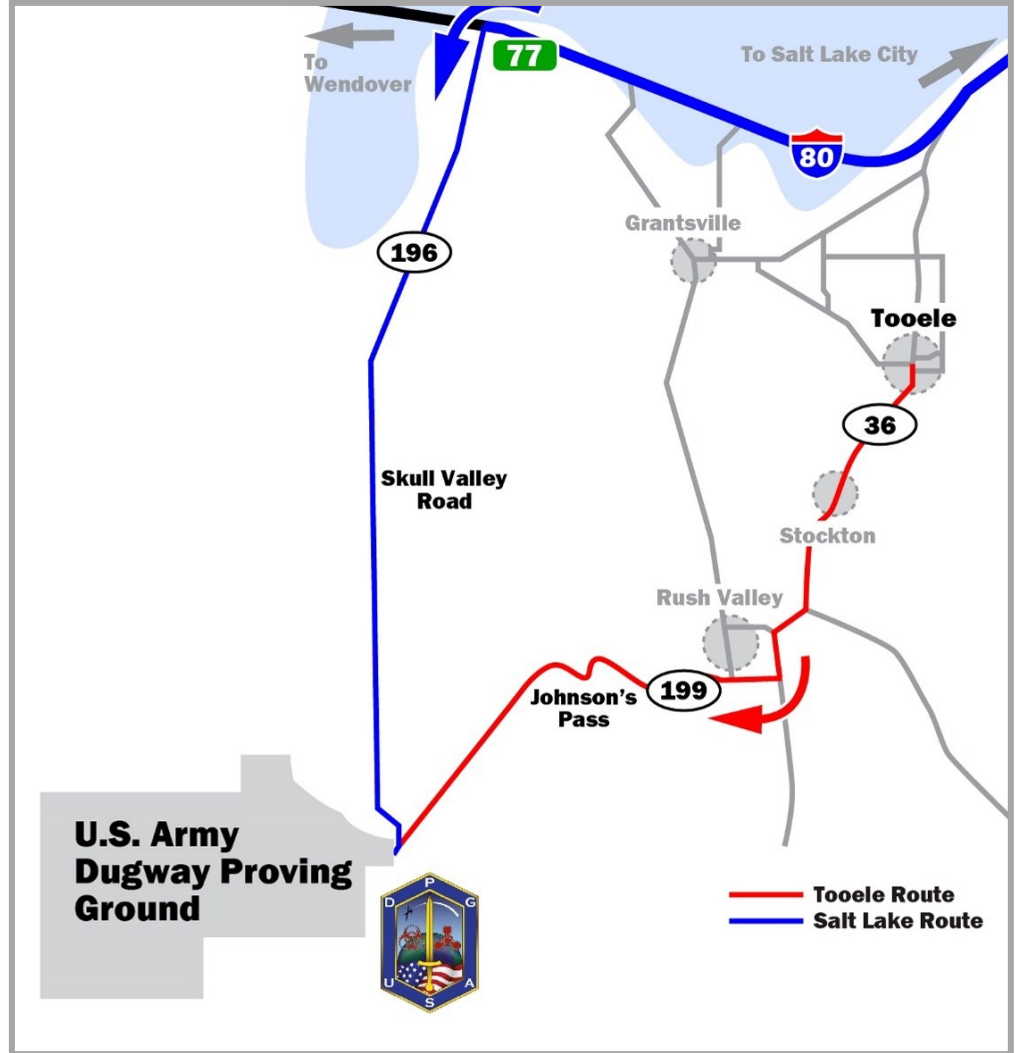 To
Wendover
77
To Salt Lake City
80
Grantsville
196
Tooele
36
Skull Valley
Road
Stockton
Rush Valley
199
Johnson's
Pass
U.S. Army
Dugway Proving
Ground
P
D G
U A
S
Tooele Route
Salt Lake Route